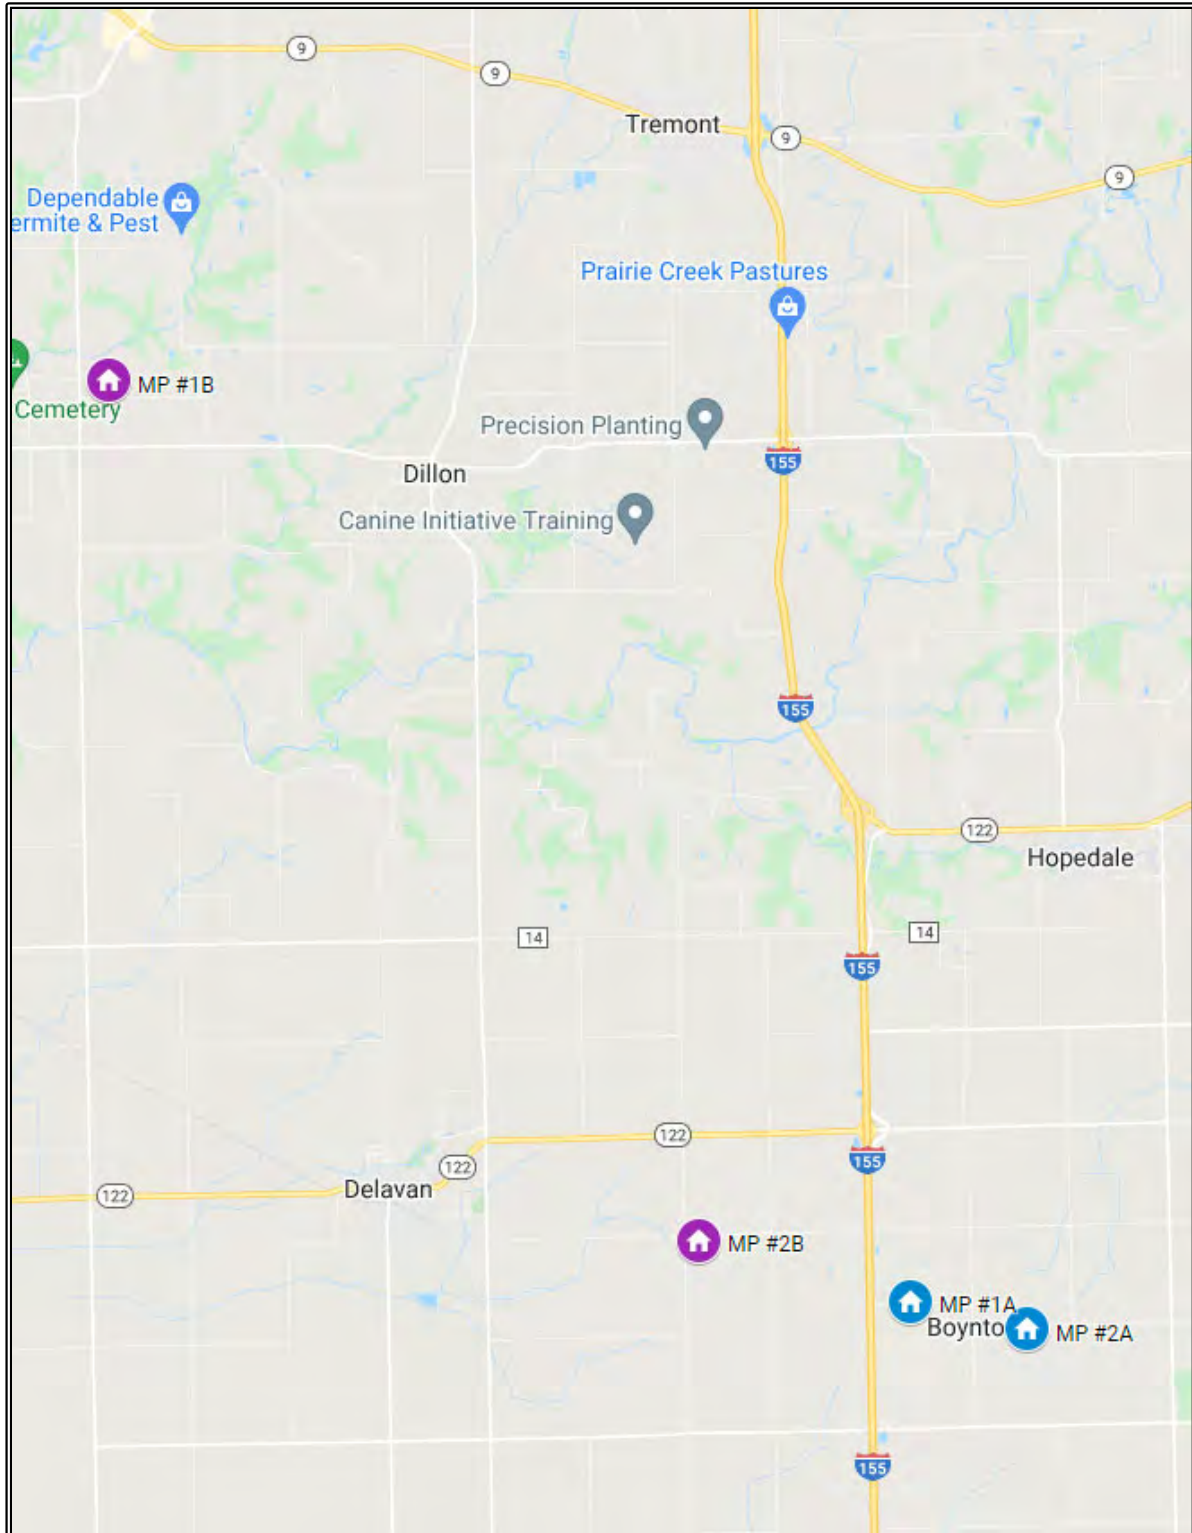 9
9
Tremont
9
9
Dependable
ermite & Pest
Prairie Creek Pastures
MP #1B
Cemetery
Precision Planting
155
Dillon
Canine Initiative Training
155
122
Hopedale
14
14
155
122
155
122
Delavan
122
MP #2B
MP #1A
Boynto
MP #2A
155